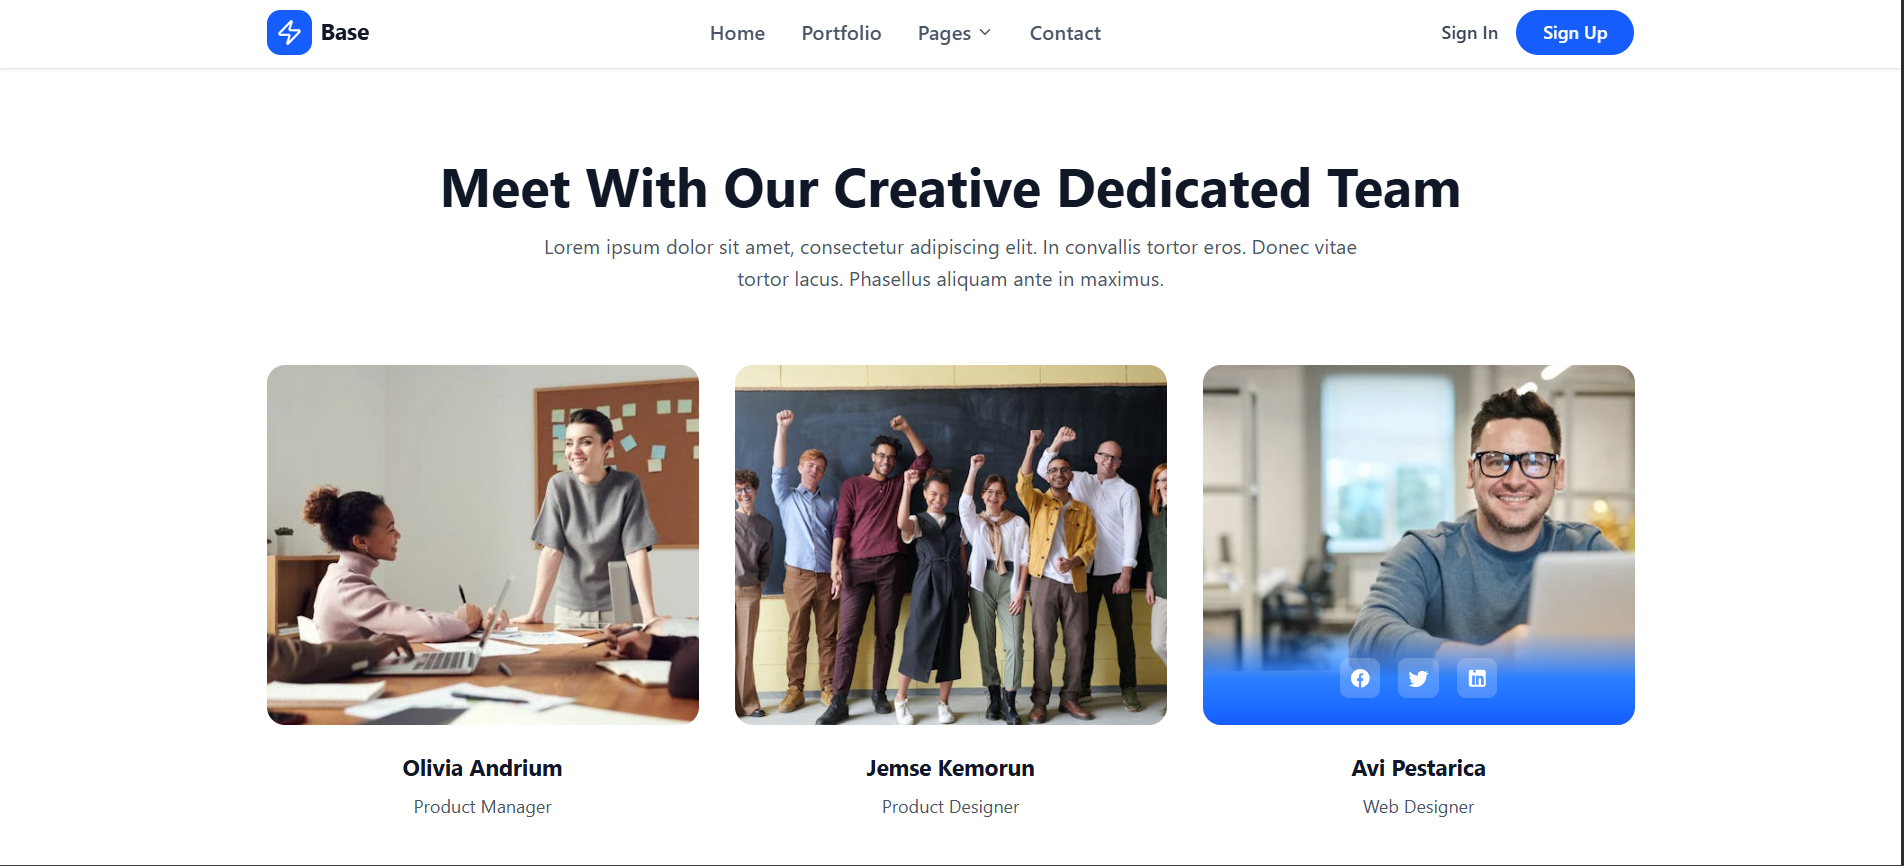 Base
Home Portfolio Pages Contact
Sign In Sign Up
Meet With Our Creative Dedicated Team
Lorem ipsum dolor sit amet, consectetur adipiscing elit. In convallis tortor eros. Donec vitae
tortor lacus. Phasellus aliquam ante in maximus.
Olivia Andrium
Product Manager
Jemse Kemorun
Product Designer
Avi Pestarica
Web Designer